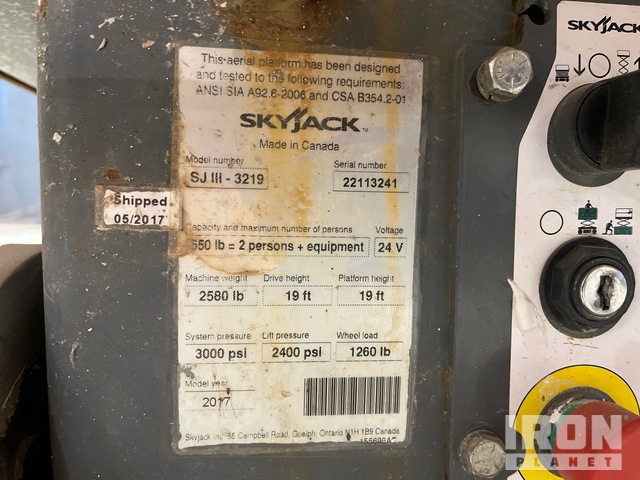 This aerial platform has been designed
and tested to the following requirements:
ANSI SIA A92.6-2006 and CSA B354.2-01
SKYJACK
Made in Canada
Model number Serial number
SJ III - 3219 22113241
Shipped
05/2017
Capacity and maximum number of persons Voltage
550 lb = 2 persons + equipment 24 V
Machine weight Drive height Platform height
2580 lb 19 ft 19 ft
System pressure Lift pressure Wheel load
3000 psi 2400 psi 1260 lb
Model year
2017
Skyjack Inc. 55 Campbell Road, Guelph, Ontario N1H 1B9 Canada
SKYJACK
IRON
PLANET